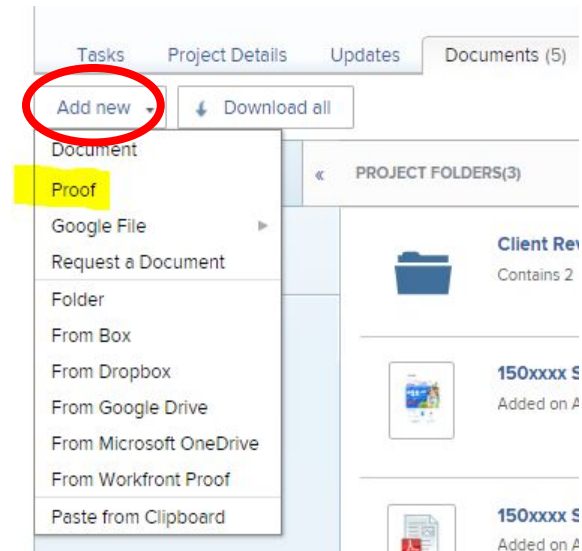 Tasks Project Details Updates Documents (5)
Add new Download all
Document
Proof
Google File
Request a Document
Folder
From Box
From Dropbox
From Google Drive
From Microsoft OneDrive
From Workfront Proof
Paste from Clipboard
« PROJECT FOLDERS(3)
Client Rev
Contains 2
150xxxx S
Added on A
150xxxx S
Added on A